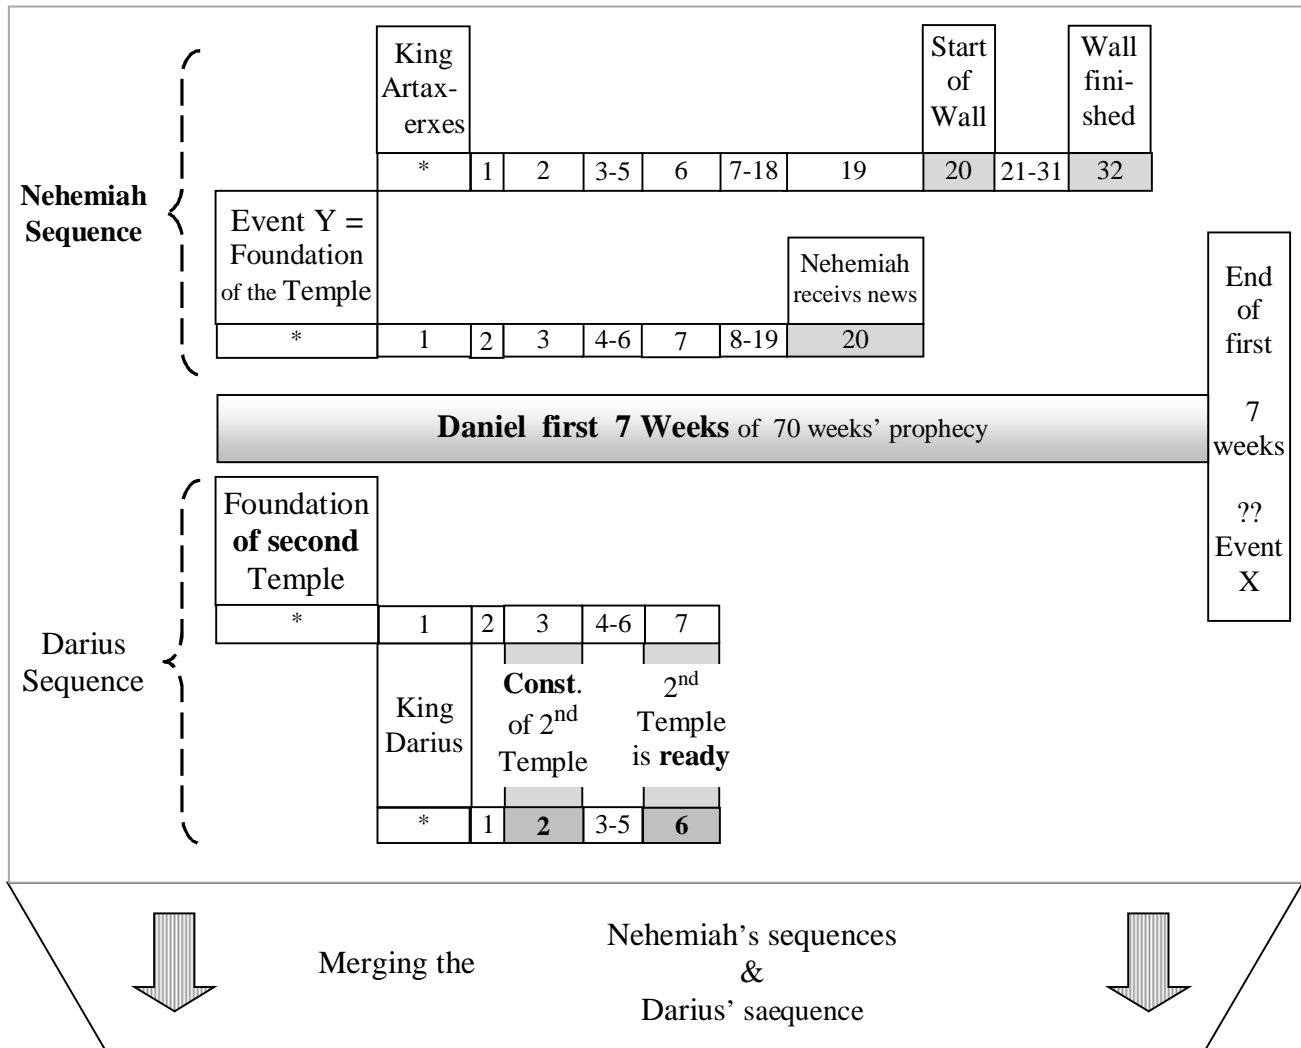 King
Artax-
erxes
Start
of
Wall
Wall
fini-
shed
* 1 2 3-5 6 7-18 19 20 21-31 32
Nehemiah
Sequence
Event Y =
Foundation
of the Temple
Nehemiah
receivs news
* 1 2 3 4-6 7 8-19 20
End
of
first
7
weeks
??
Event
X
Daniel first 7 Weeks of 70 weeks’ prophecy
Foundation
of second
Temple
* 1 2 3 4-6 7
Darius
Sequence
King
Darius
Const.
of 2nd
Temple
2nd
Temple
is ready
* 1 2 3-5 6
Merging the
Nehemiah’s sequences
&
Darius’ saequence